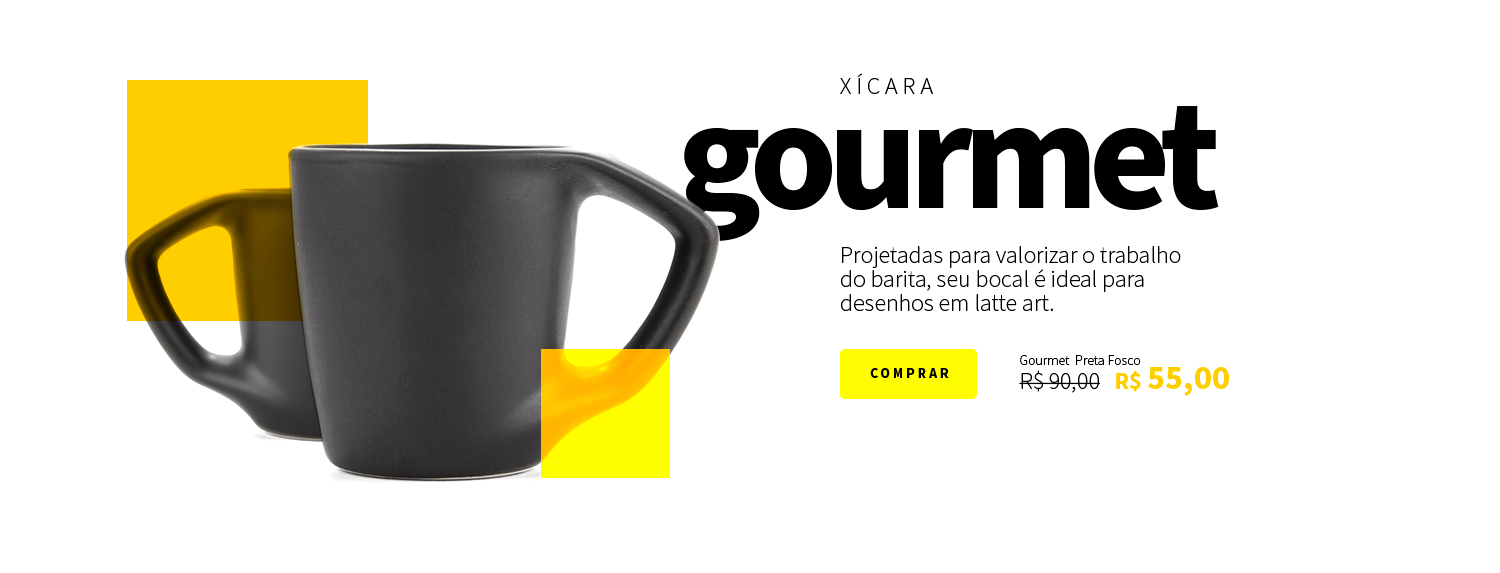 XÍCARA
gourmet
Projetadas para valorizar o trabalho
do barita, seu bocal é ideal para
desenhos em latte art.
COMPRAR
Gourmet Preta Fosco
R$ 90,00 R$ 55,00